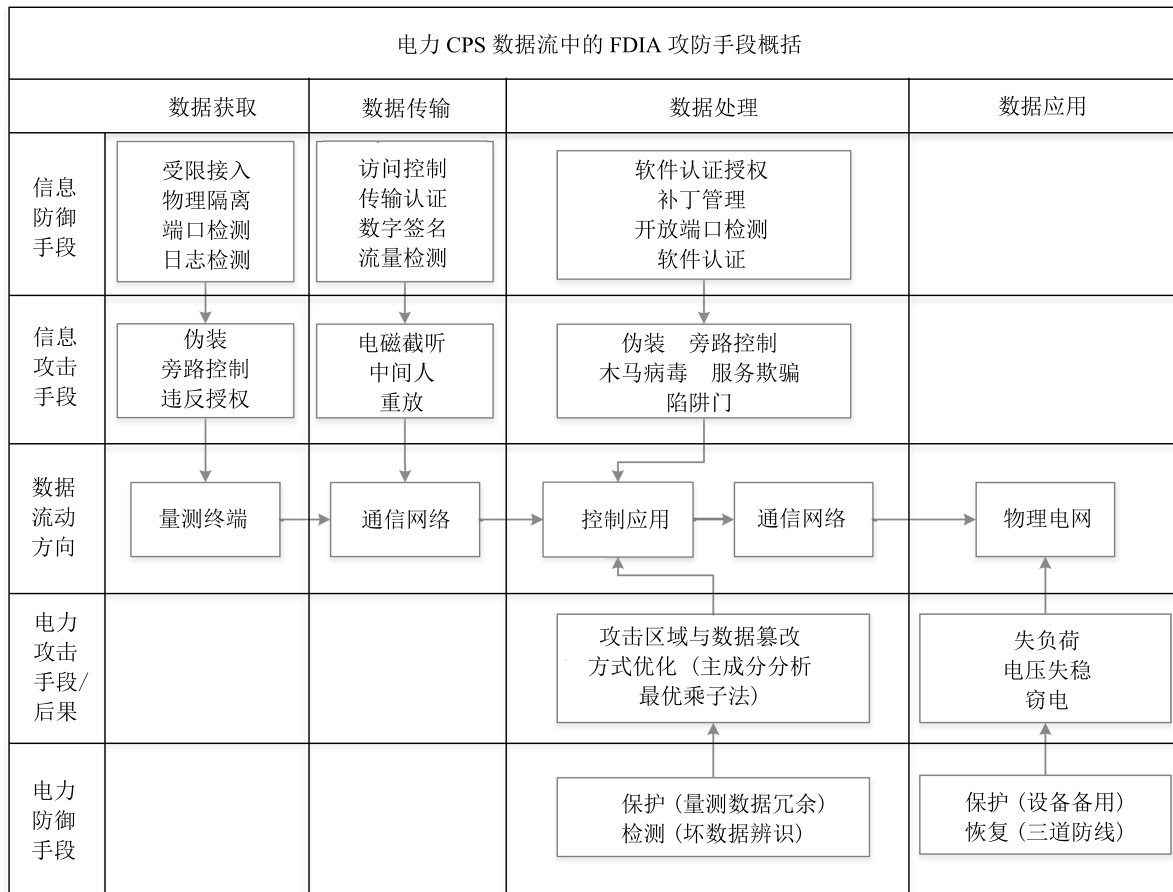 电力 CPS 数据流中的 FDIA 攻防手段概括
数据获取
数据传输
数据处理
数据应用
信息
防御
手段
受限接入
物理隔离
端口检测
日志检测
访问控制
传输认证
数字签名
流量检测
软件认证授权
补丁管理
开放端口检测
软件认证
信息
攻击
手段
伪装
旁路控制
违反授权
电磁截听
中间人
重放
伪装 旁路控制
木马病毒 服务欺骗
陷阱门
数据
流动
方向
量测终端
通信网络
控制应用
通信网络
物理电网
电力
攻击
手段/
后果
攻击区域与数据篡改
方式优化（主成分分析
最优乘子法）
失负荷
电压失稳
窃电
电力
防御
手段
保护（量测数据冗余）
检测（坏数据辨识）
保护（设备备用）
恢复（三道防线）